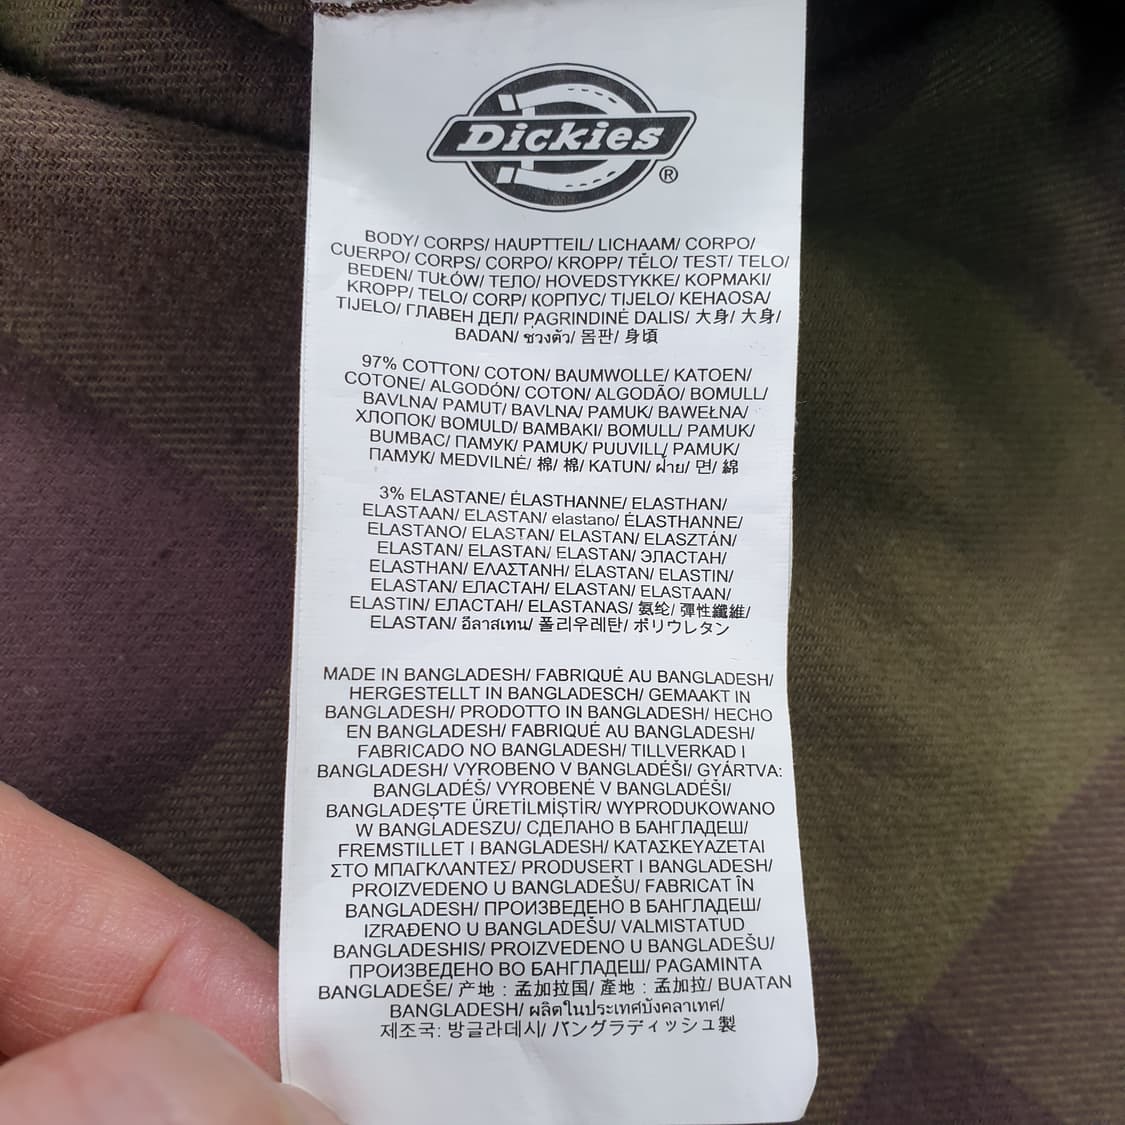 Dickies
®
BODY/ CORPS/ HAUPTTEIL/ LICHAAM/ CORPO/
CUERPO/ CORPS/ CORPO/ KROPP/ TĚLO/ TEST/ TELO/
BEDEN/ TUŁÓW/ ТЕЛО/ HOVEDSTYKKE/ ΚΟΡΜΑΚΙ/
KROPP/ TELO/ CORP/ КОРПУС/ TIJELO/ KEHAOSA/
TIJELO/ ГЛАВЕН ДЕЛ/ PAGRINDINĖ DALIS/ 大身/ 大身/
BADAN/ ช่วงตัว/ 몸판/ 身頃
97% COTTON/ COTON/ BAUMWOLLE/ KATOEN/
COTONE/ ALGODÓN/ COTON/ ALGODÃO/ BOMULL/
BAVLNA/ PAMUT/ BAVLNA/ PAMUK/ BAWEŁNA/
ХЛОПОК/ BOMULD/ ΒΑΜΒΑΚΙ/ BOMULL/ PAMUK/
BUMBAC/ ПАМУК/ PAMUK/ PUUVILL/ PAMUK/
ПАМУК/ MEDVILNĖ/ 棉/ 棉/ KATUN/ ฝ้าย/ 면/ 綿
3% ELASTANE/ ÉLASTHANNE/ ELASTHAN/
ELASTAAN/ ELASTAN/ elastano/ ÉLASTHANNE/
ELASTANO/ ELASTAN/ ELASTAN/ ELASZTÁN/
ELASTAN/ ELASTAN/ ELASTAN/ ЭЛАСТАН/
ELASTHAN/ ΕΛΑΣΤΑΝΗ/ ELASTAN/ ELASTIN/
ELASTAN/ ЕЛАСТАН/ ELASTAN/ ELASTAAN/
ELASTIN/ ЕЛАСТАН/ ELASTANAS/ 氨纶/ 彈性纖維/
ELASTAN/ อีลาสเทน/ 폴리우레탄/ ポリウレタン
MADE IN BANGLADESH/ FABRIQUÉ AU BANGLADESH/
HERGESTELLT IN BANGLADESCH/ GEMAAKT IN
BANGLADESH/ PRODOTTO IN BANGLADESH/ HECHO
EN BANGLADESH/ FABRIQUÉ AU BANGLADESH/
FABRICADO NO BANGLADESH/ TILLVERKAD I
BANGLADESH/ VYROBENO V BANGLADÉŠI/ GYÁRTVA:
BANGLADÉŠ/ VYROBENÉ V BANGLADÉŠI/
BANGLADEŞ'TE ÜRETİLMİŞTİR/ WYPRODUKOWANO
W BANGLADESZU/ СДЕЛАНО В БАНГЛАДЕШ/
FREMSTILLET I BANGLADESH/ ΚΑΤΑΣΚΕΥΑΖΕΤΑΙ
ΣΤΟ ΜΠΑΓΚΛΑΝΤΕΣ/ PRODUSERT I BANGLADESH/
PROIZVEDENO U BANGLADEŠU/ FABRICAT ÎN
BANGLADESH/ ПРОИЗВЕДЕНО В БАНГЛАДЕШ/
IZRAĐENO U BANGLADEŠU/ VALMISTATUD
BANGLADESHIS/ PROIZVEDENO U BANGLADEŠU/
ПРОИЗВЕДЕНО ВО БАНГЛАДЕШ/ PAGAMINTA
BANGLADEŠE/ 产地：孟加拉国/ 產地：孟加拉/ BUATAN
BANGLADESH/ ผลิตในประเทศบังคลาเทศ/
제조국: 방글라데시/ バングラディッシュ製